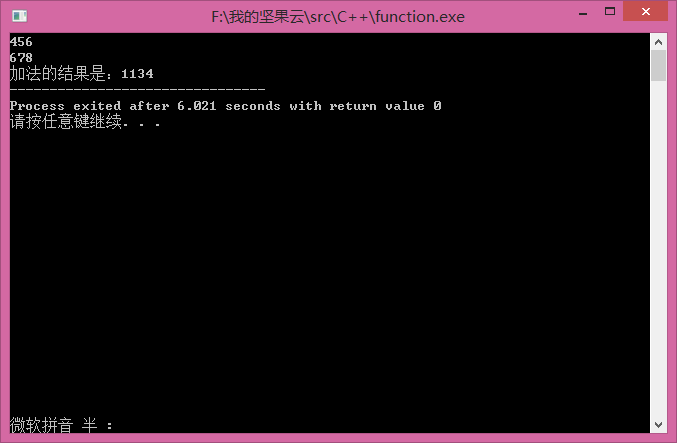 F:\我的坚果云\src\C++\function.exe
456
678
加法的结果是：1134
--------------------------------
Process exited after 6.021 seconds with return value 0
请按任意键继续. . .
微软拼音 半 ：